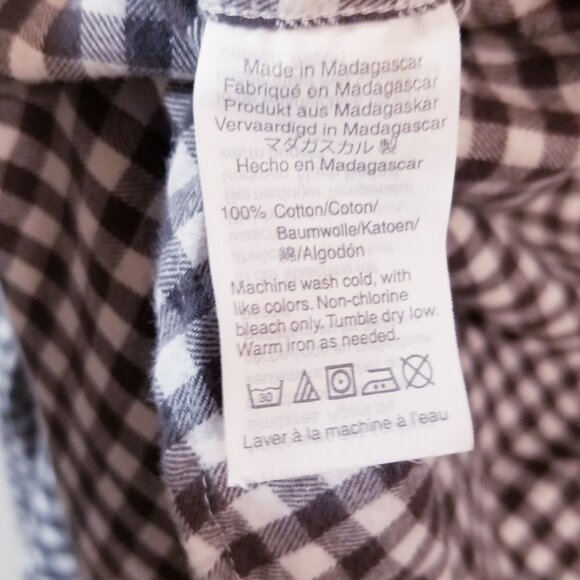 Made in Madagascar
Fabriqué en Madagascar
Produkt aus Madagaskar
Vervaardigd in Madagascar
マダガスカル 製
Hecho en Madagascar
100% Cotton/Coton/
Baumwolle/Katoen/
綿/Algodón
Machine wash cold, with
like colors. Non-chlorine
bleach only. Tumble dry low.
Warm iron as needed.
30
Laver à la machine à l'eau